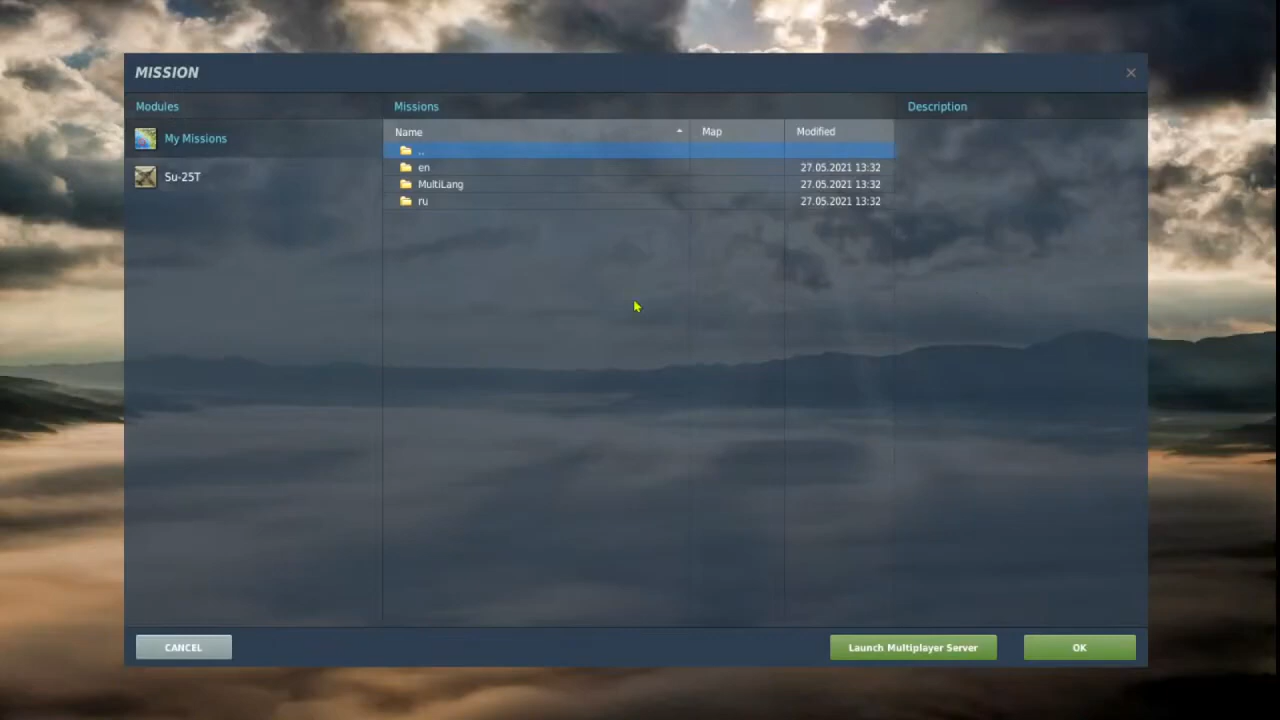 MISSION
Modules
Missions
Description
My Missions
Su-25T
Name Map Modified
..
en 27.05.2021 13:32
MultiLang 27.05.2021 13:32
ru 27.05.2021 13:32
CANCEL
Launch Multiplayer Server
OK